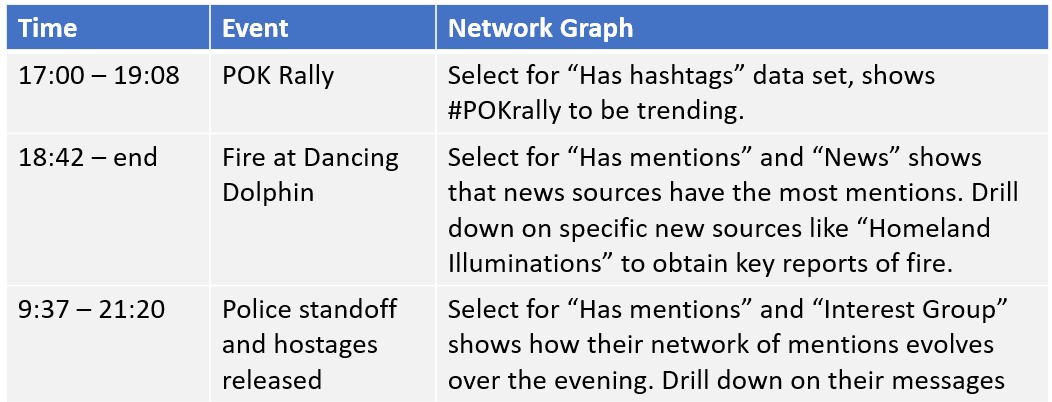 Time Event Network Graph
17:00 – 19:08 POK Rally Select for “Has hashtags” data set, shows
#POKrally to be trending.
18:42 – end Fire at Dancing Select for “Has mentions” and “News” shows
Dolphin that news sources have the most mentions. Drill
down on specific new sources like “Homeland
Illuminations” to obtain key reports of fire.
9:37 – 21:20 Police standoff Select for “Has mentions” and “Interest Group”
and hostages shows how their network of mentions evolves
released over the evening. Drill down on their messages